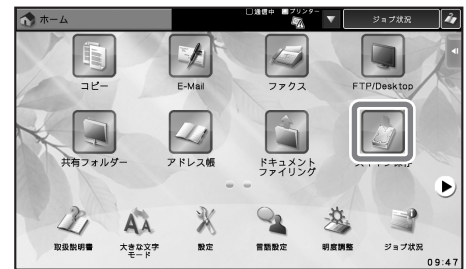 ホーム
通信中
プリンター
ジョブ状況
コピー
E-Mail
ファクス
FTP/Desktop
共有フォルダー
アドレス帳
ドキュメント
ファイリング
取扱説明書
大きな文字
モード
設定
言語設定
明度調整
ジョブ状況
09:47